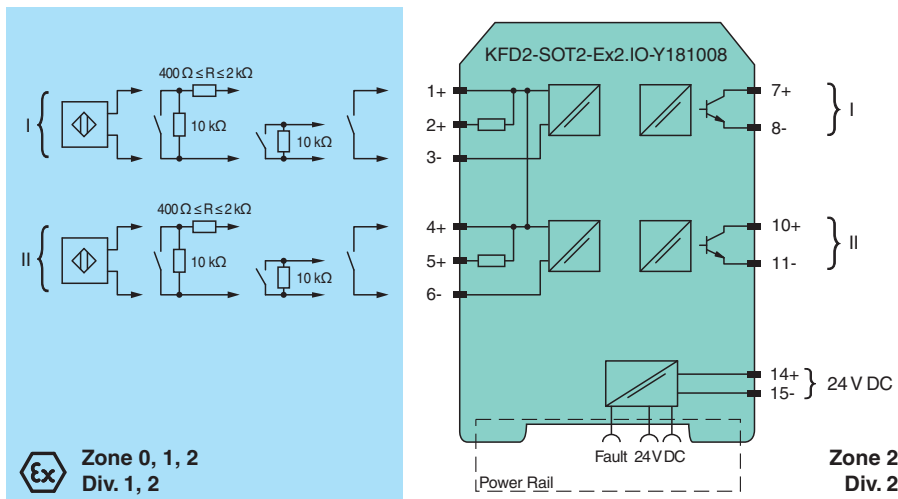 KFD2-SOT2-Ex2.IO-Y181008
400 Ω ≤ R ≤ 2 kΩ
I
10 kΩ
10 kΩ
1+
2+
3-
7+
8-
I
400 Ω ≤ R ≤ 2 kΩ
II
10 kΩ
10 kΩ
4+
5+
6-
10+
11-
II
14+
15-
24 V DC
Fault 24 V DC
Power Rail
Ex
Zone 0, 1, 2
Div. 1, 2
Zone 2
Div. 2